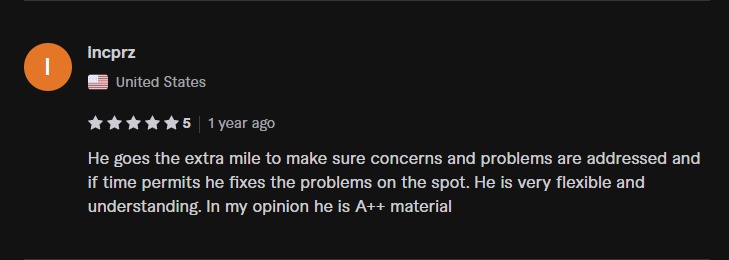 I
lncprz
United States
5 | 1 year ago
He goes the extra mile to make sure concerns and problems are addressed and
if time permits he fixes the problems on the spot. He is very flexible and
understanding. In my opinion he is A++ material